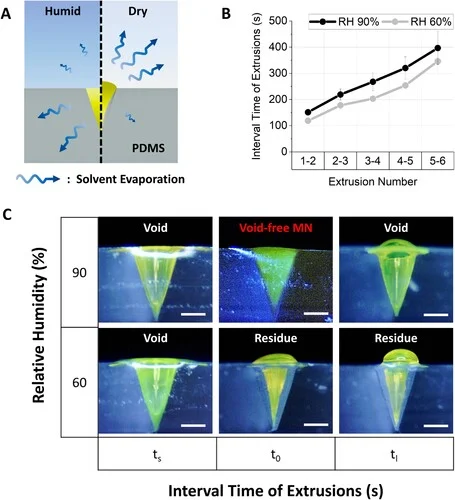 A
Humid
Dry
PDMS
: Solvent Evaporation
B
RH 90%
RH 60%
Interval Time of Extrusions (s)
500
400
300
200
100
0
1-2
2-3
3-4
4-5
5-6
Extrusion Number
C
Relative Humidity (%)
90
Void
Void-free MN
Void
60
Void
Residue
Residue
ts
t0
tl
Interval Time of Extrusions (s)